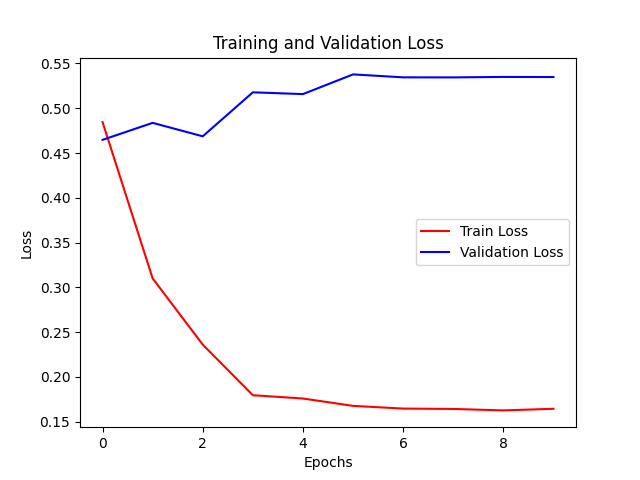 Training and Validation Loss
0.55
0.50
0.45
0.40
0.35
0.30
0.25
0.20
0.15
Loss
Train Loss
Validation Loss
0 2 4 6 8
Epochs